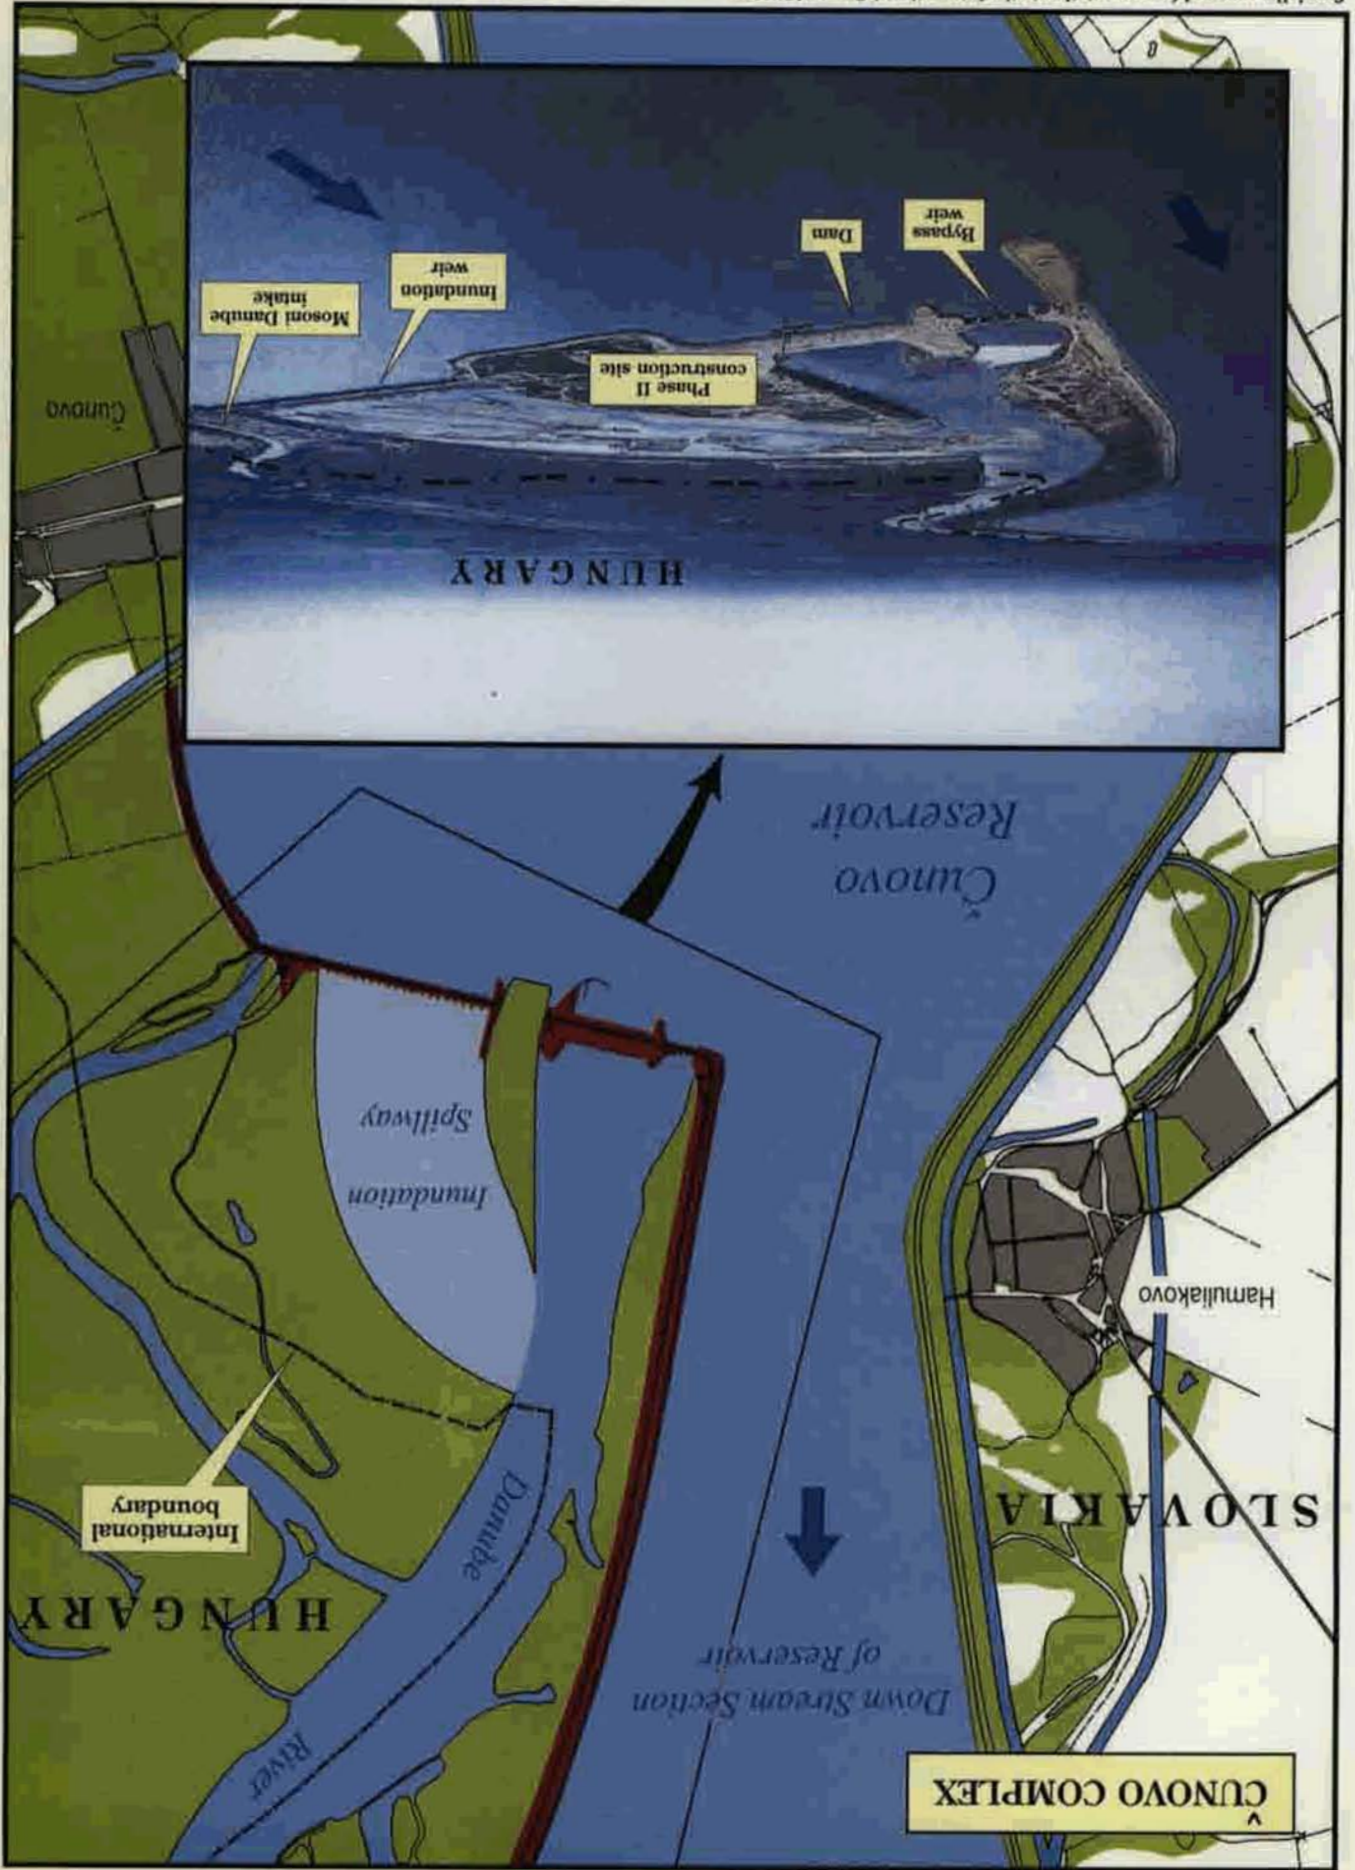 ČUNOVO COMPLEX
Down Stream Section
of Reservoir
River
HUNGARY
SLOVAKIA
International
boundary
Danube
Hamuliakovo
Inundation
Spillway
Čunovo
Reservoir
HUNGARY
Phase II
construction site
Mosoni Danube
intake
Inundation
weir
Dam
Bypass
weir
Čunovo